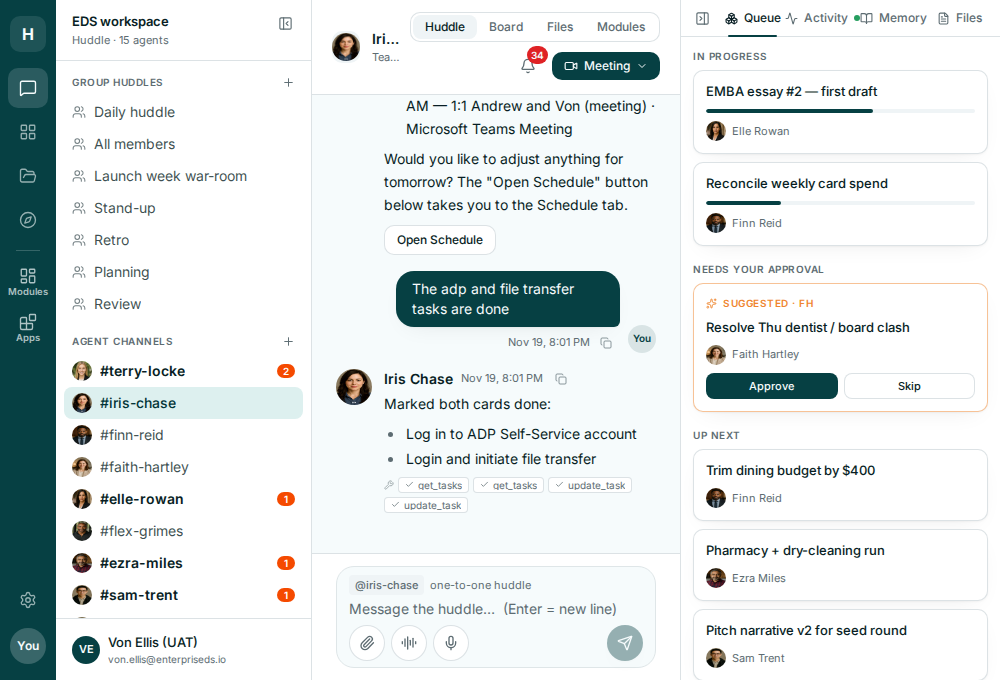 H
Modules
Apps
You
EDS workspace
Huddle · 15 agents
GROUP HUDDLES
Daily huddle
All members
Launch week war-room
Stand-up
Retro
Planning
Review
AGENT CHANNELS
#terry-locke 2
#iris-chase
#finn-reid
#faith-hartley
#elle-rowan 1
#flex-grimes
#ezra-miles 1
#sam-trent 1
VE
Von Ellis (UAT)
von.ellis@enterpriseds.io
Iri...
Tea...
Huddle Board Files Modules
34
Meeting
AM — 1:1 Andrew and Von (meeting) ·
Microsoft Teams Meeting
Would you like to adjust anything for
tomorrow? The "Open Schedule" button
below takes you to the Schedule tab.
Open Schedule
The adp and file transfer
tasks are done
Nov 19, 8:01 PM
You
Iris Chase Nov 19, 8:01 PM
Marked both cards done:
• Log in to ADP Self-Service account
• Login and initiate file transfer
get_tasks get_tasks update_task
update_task
@iris-chase one-to-one huddle
Message the huddle... (Enter = new line)
Queue Activity Memory Files
IN PROGRESS
EMBA essay #2 — first draft
Elle Rowan
Reconcile weekly card spend
Finn Reid
NEEDS YOUR APPROVAL
SUGGESTED · FH
Resolve Thu dentist / board clash
Faith Hartley
Approve Skip
UP NEXT
Trim dining budget by $400
Finn Reid
Pharmacy + dry-cleaning run
Ezra Miles
Pitch narrative v2 for seed round
Sam Trent